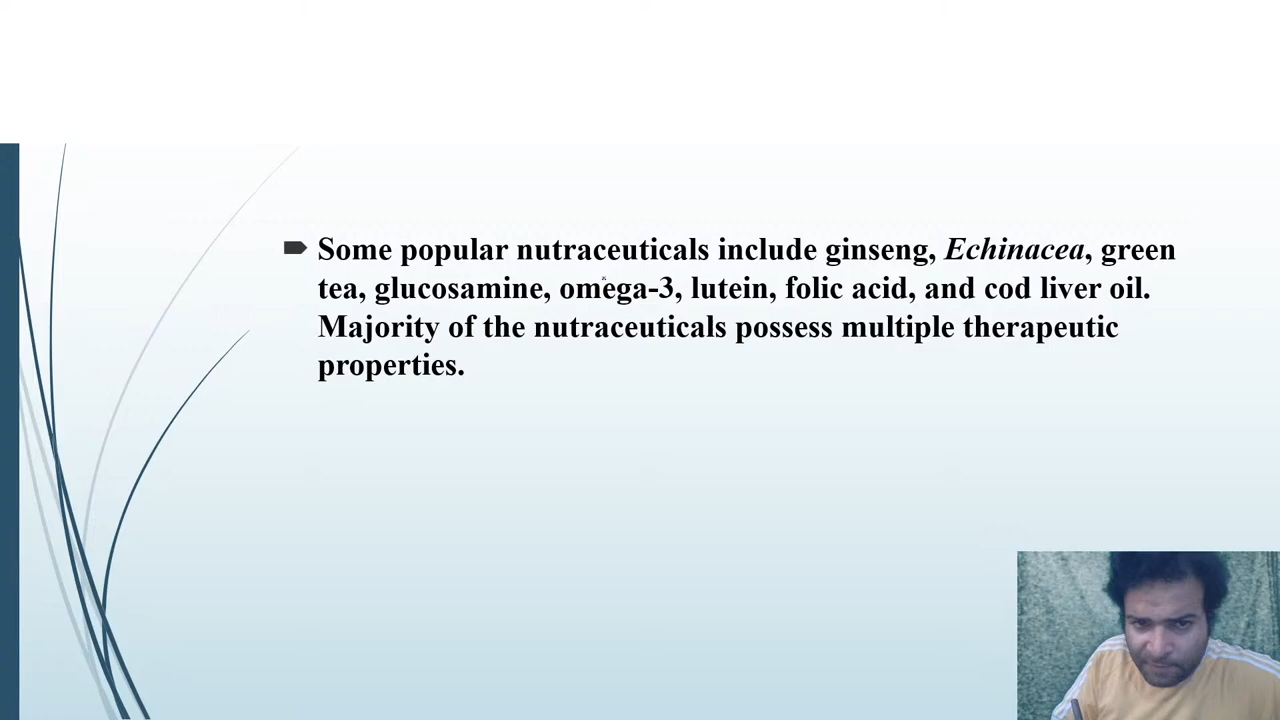 Some popular nutraceuticals include ginseng, Echinacea, green
tea, glucosamine, omega-3, lutein, folic acid, and cod liver oil.
Majority of the nutraceuticals possess multiple therapeutic
properties.